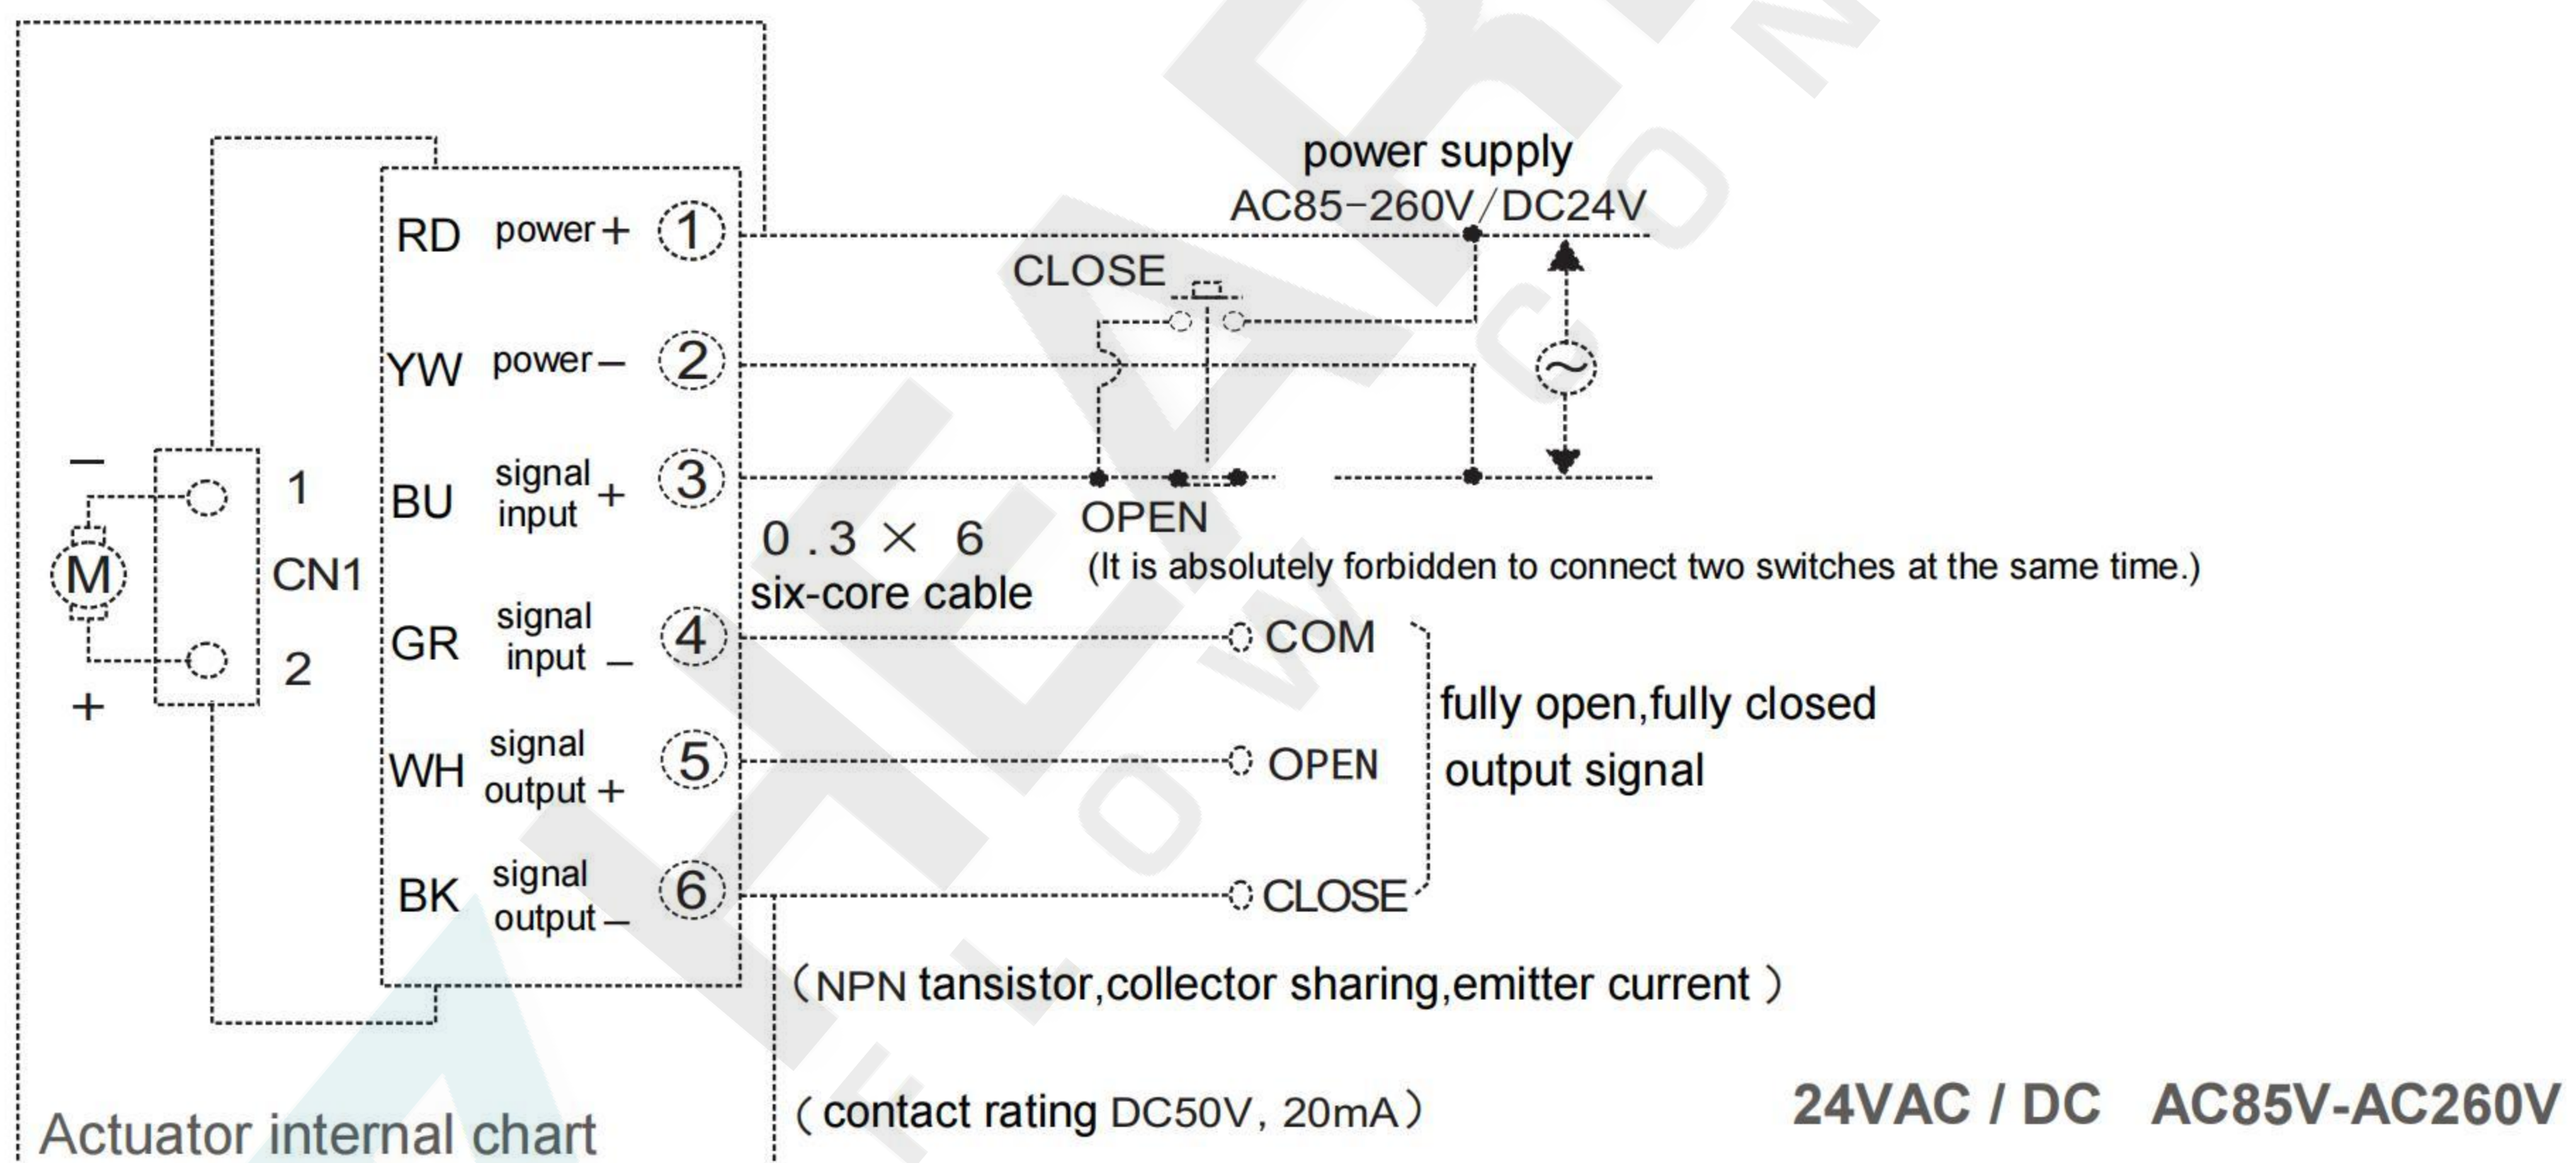 power supply
AC85-260V/DC24V
RD power+ ①
CLOSE
YW power− ②
−
1
BU signal input + ③
OPEN
0.3 × 6
six-core cable
(It is absolutely forbidden to connect two switches at the same time.)
M
CN1
GR signal input − ④
COM
2
+
fully open,fully closed
output signal
WH signal output + ⑤
OPEN
BK signal output − ⑥
CLOSE
(NPN tansistor,collector sharing,emitter current )
(contact rating DC50V, 20mA)
24VAC / DC AC85V-AC260V
Actuator internal chart
FLOW CON